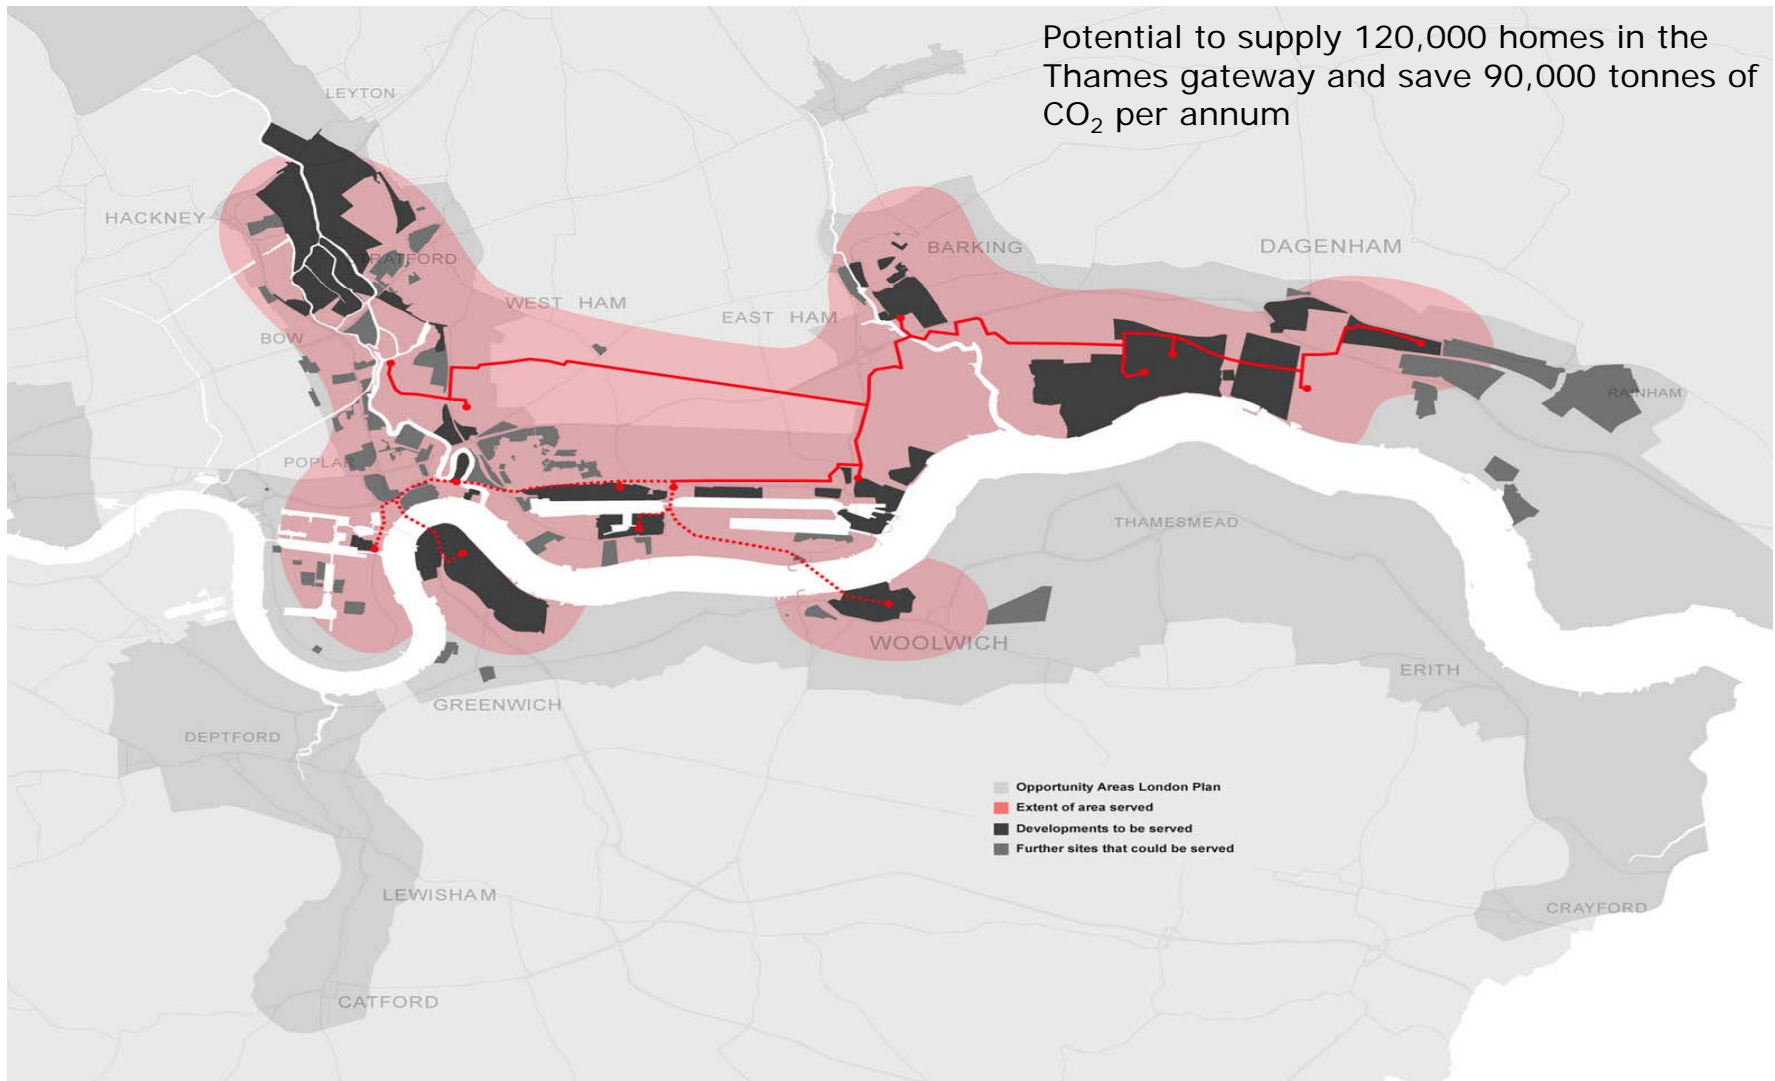 Potential to supply 120,000 homes in the
Thames gateway and save 90,000 tonnes of
CO₂ per annum
LEYTON
HACKNEY
STRATFORD
BARKING
DAGENHAM
WEST HAM
EAST HAM
BOW
RAINHAM
POPLAR
THAMESMEAD
WOOLWICH
ERITH
GREENWICH
DEPTFORD
Opportunity Areas London Plan
Extent of area served
Developments to be served
Further sites that could be served
LEWISHAM
CRAYFORD
CATFORD